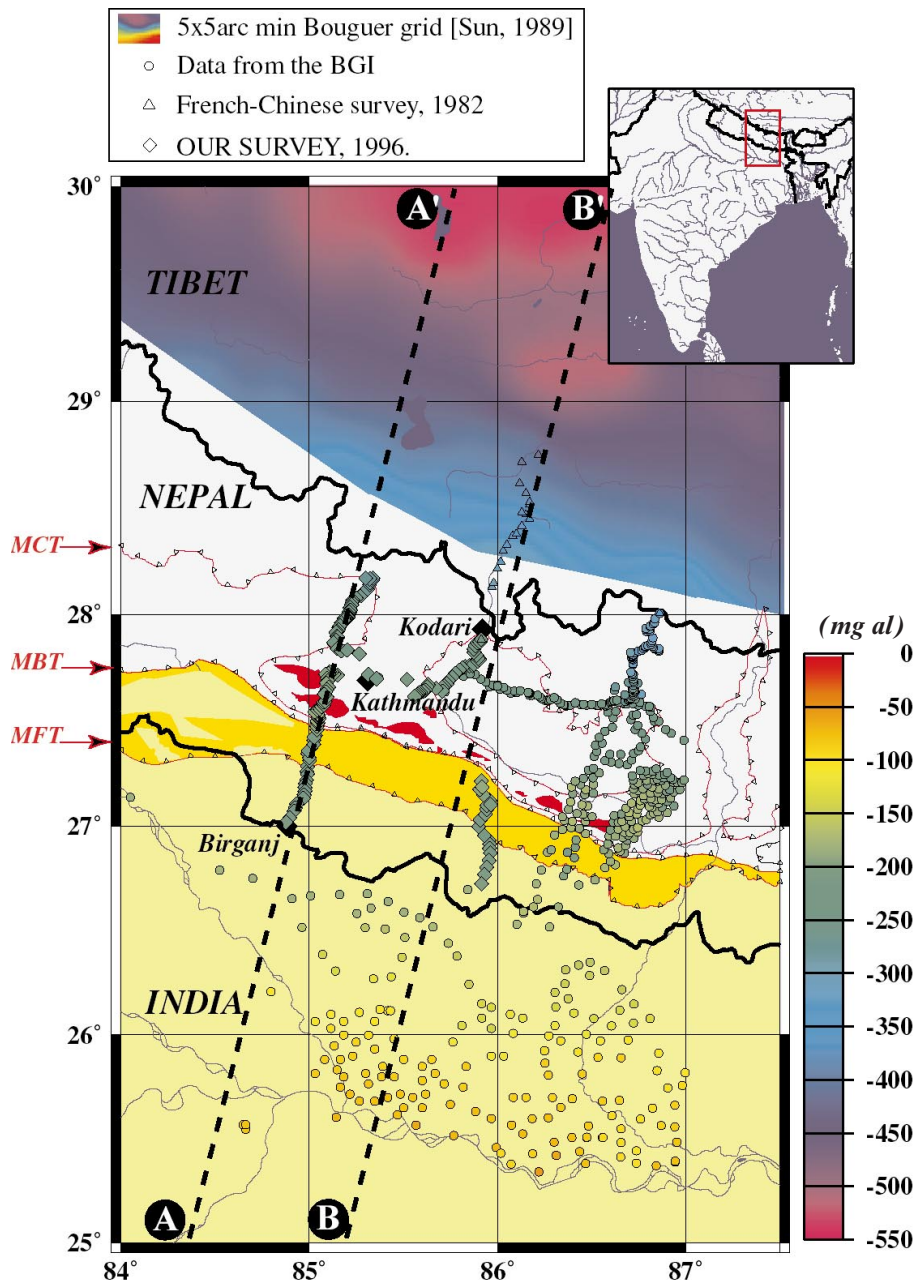 5x5arc min Bouguer grid [Sun, 1989]
Data from the BGI
French-Chinese survey, 1982
OUR SURVEY, 1996.
30°
A'
B'
TIBET
29°
NEPAL
MCT
28°
Kodari
(mg al)
MBT
Kathmandu
MFT
27°
Birganj
INDIA
26°
A
B
25°
84
85
86
87
0
-50
-100
-150
-200
-250
-300
-350
-400
-450
-500
-550